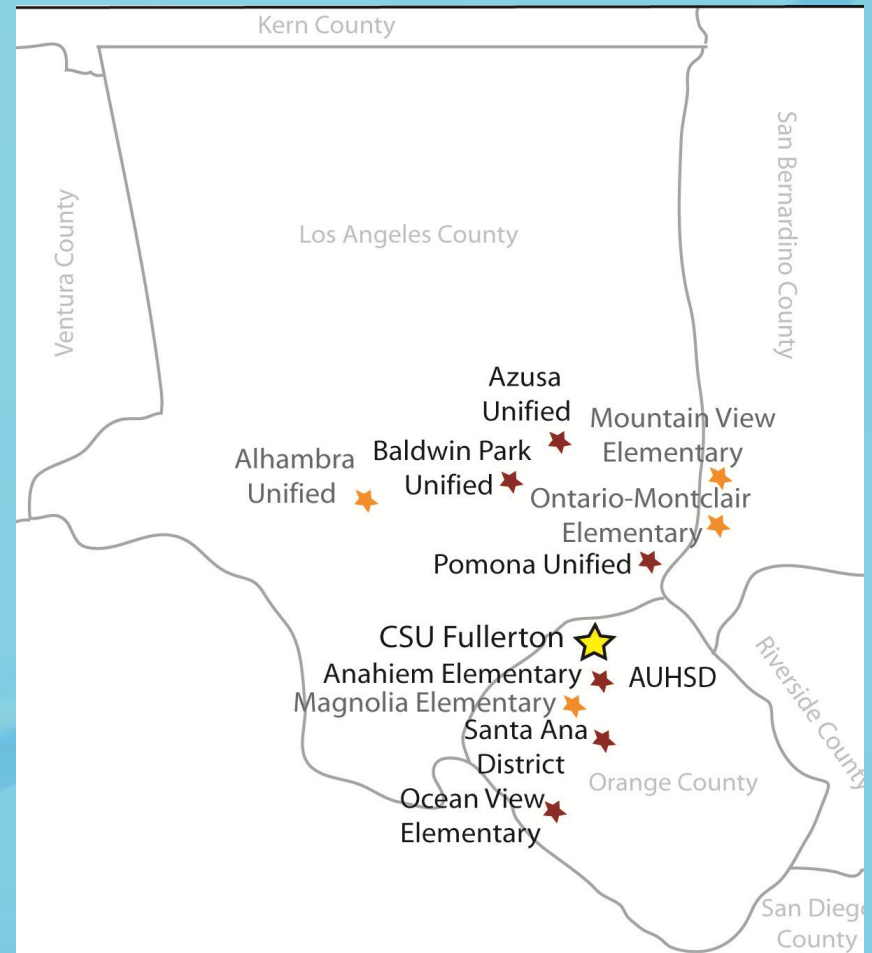 Kern County
San Bernardino County
Ventura County
Los Angeles County
Azusa
Unified
Mountain View
Elementary
Alhambra
Unified
Baldwin Park
Unified
Ontario-Montclair
Elementary
Pomona Unified
CSU Fullerton
Anahiem Elementary
AUHSD
Magnolia Elementary
Santa Ana
District
Riverside County
Orange County
Ocean View
Elementary
San Diego
County